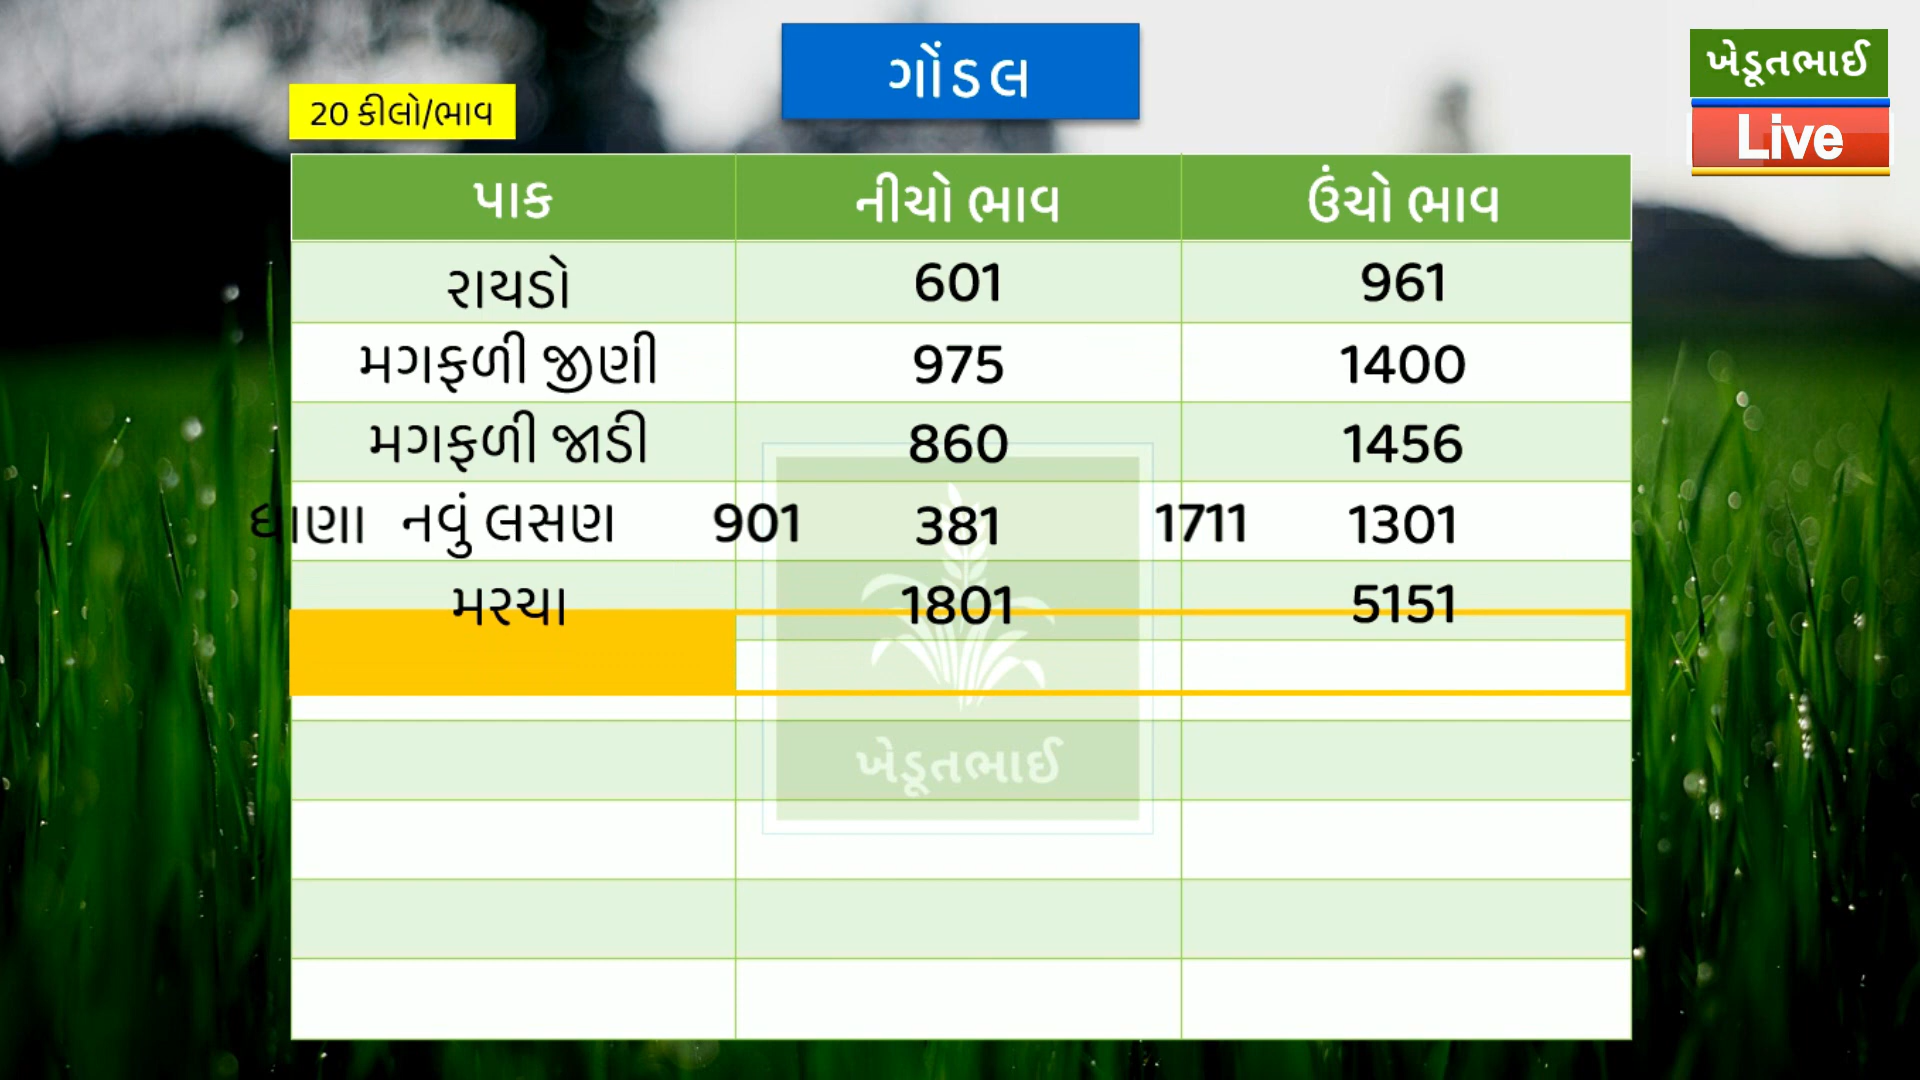 ગોંડલ
ખેડૂતભાઈ
Live
20 કીલો/ભાવ
પાક નીચો ભાવ ઉંચો ભાવ
રાયડો 601 961
મગફળી જીણી 975 1400
મગફળી જાડી 860 1456
ધાણા નવું લસણ 901 381 1711 1301
મરચા 1801 5151
ખેડૂતભાઈ